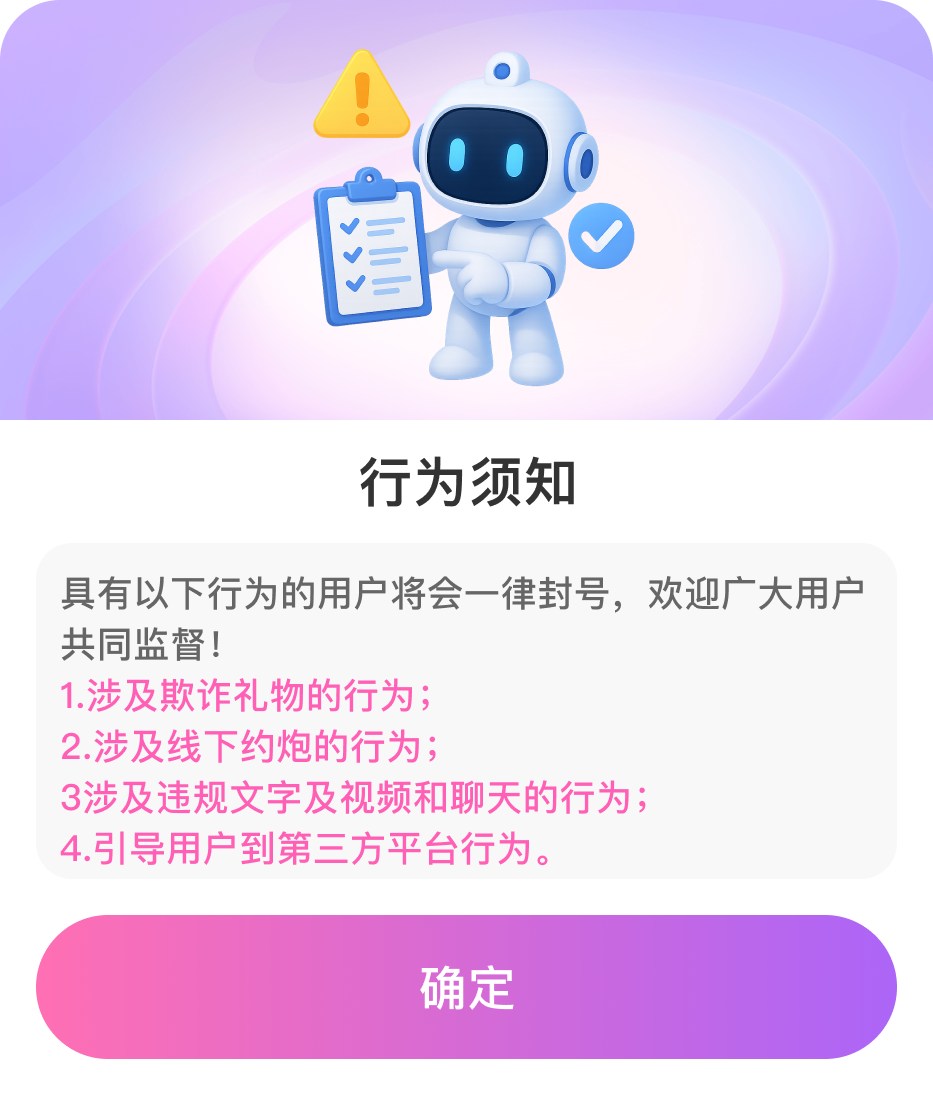 行为须知
具有以下行为的用户将会一律封号，欢迎广大用户
共同监督！
1.涉及欺诈礼物的行为；
2.涉及线下约炮的行为；
3涉及违规文字及视频和聊天的行为；
4.引导用户到第三方平台行为。
确定